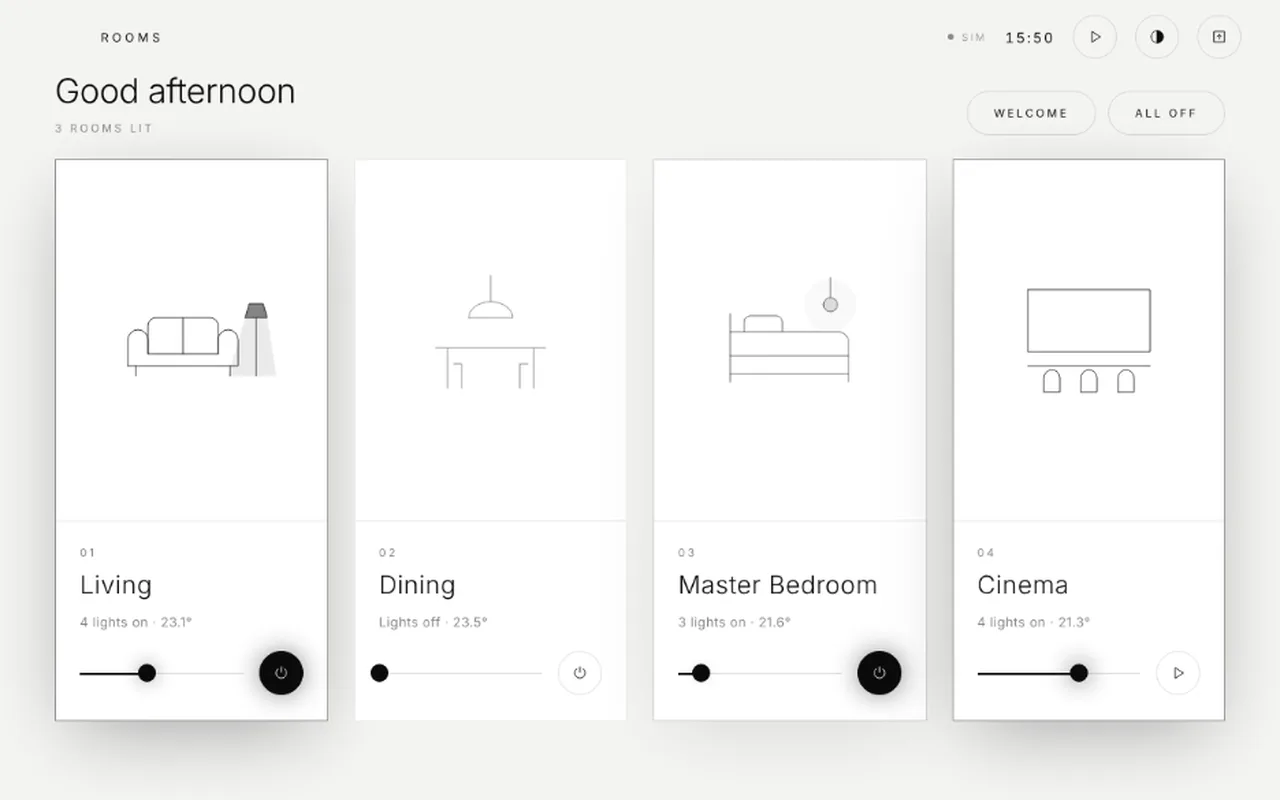 ROOMS
SIM 15:50
Good afternoon
3 ROOMS LIT
WELCOME
ALL OFF
01
Living
4 lights on · 23.1°
02
Dining
Lights off · 23.5°
03
Master Bedroom
3 lights on · 21.6°
04
Cinema
4 lights on · 21.3°